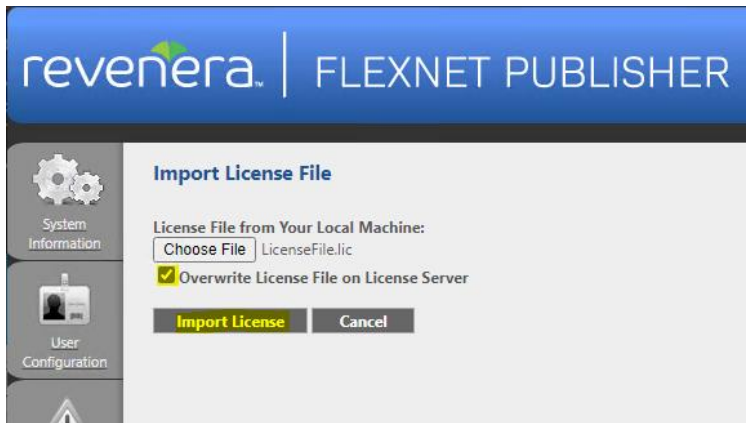 revenera™ FLEXNET PUBLISHER
System
Information
User
Configuration
Import License File
License File from Your Local Machine:
Choose File LicenseFile.lic
Overwrite License File on License Server
Import License Cancel